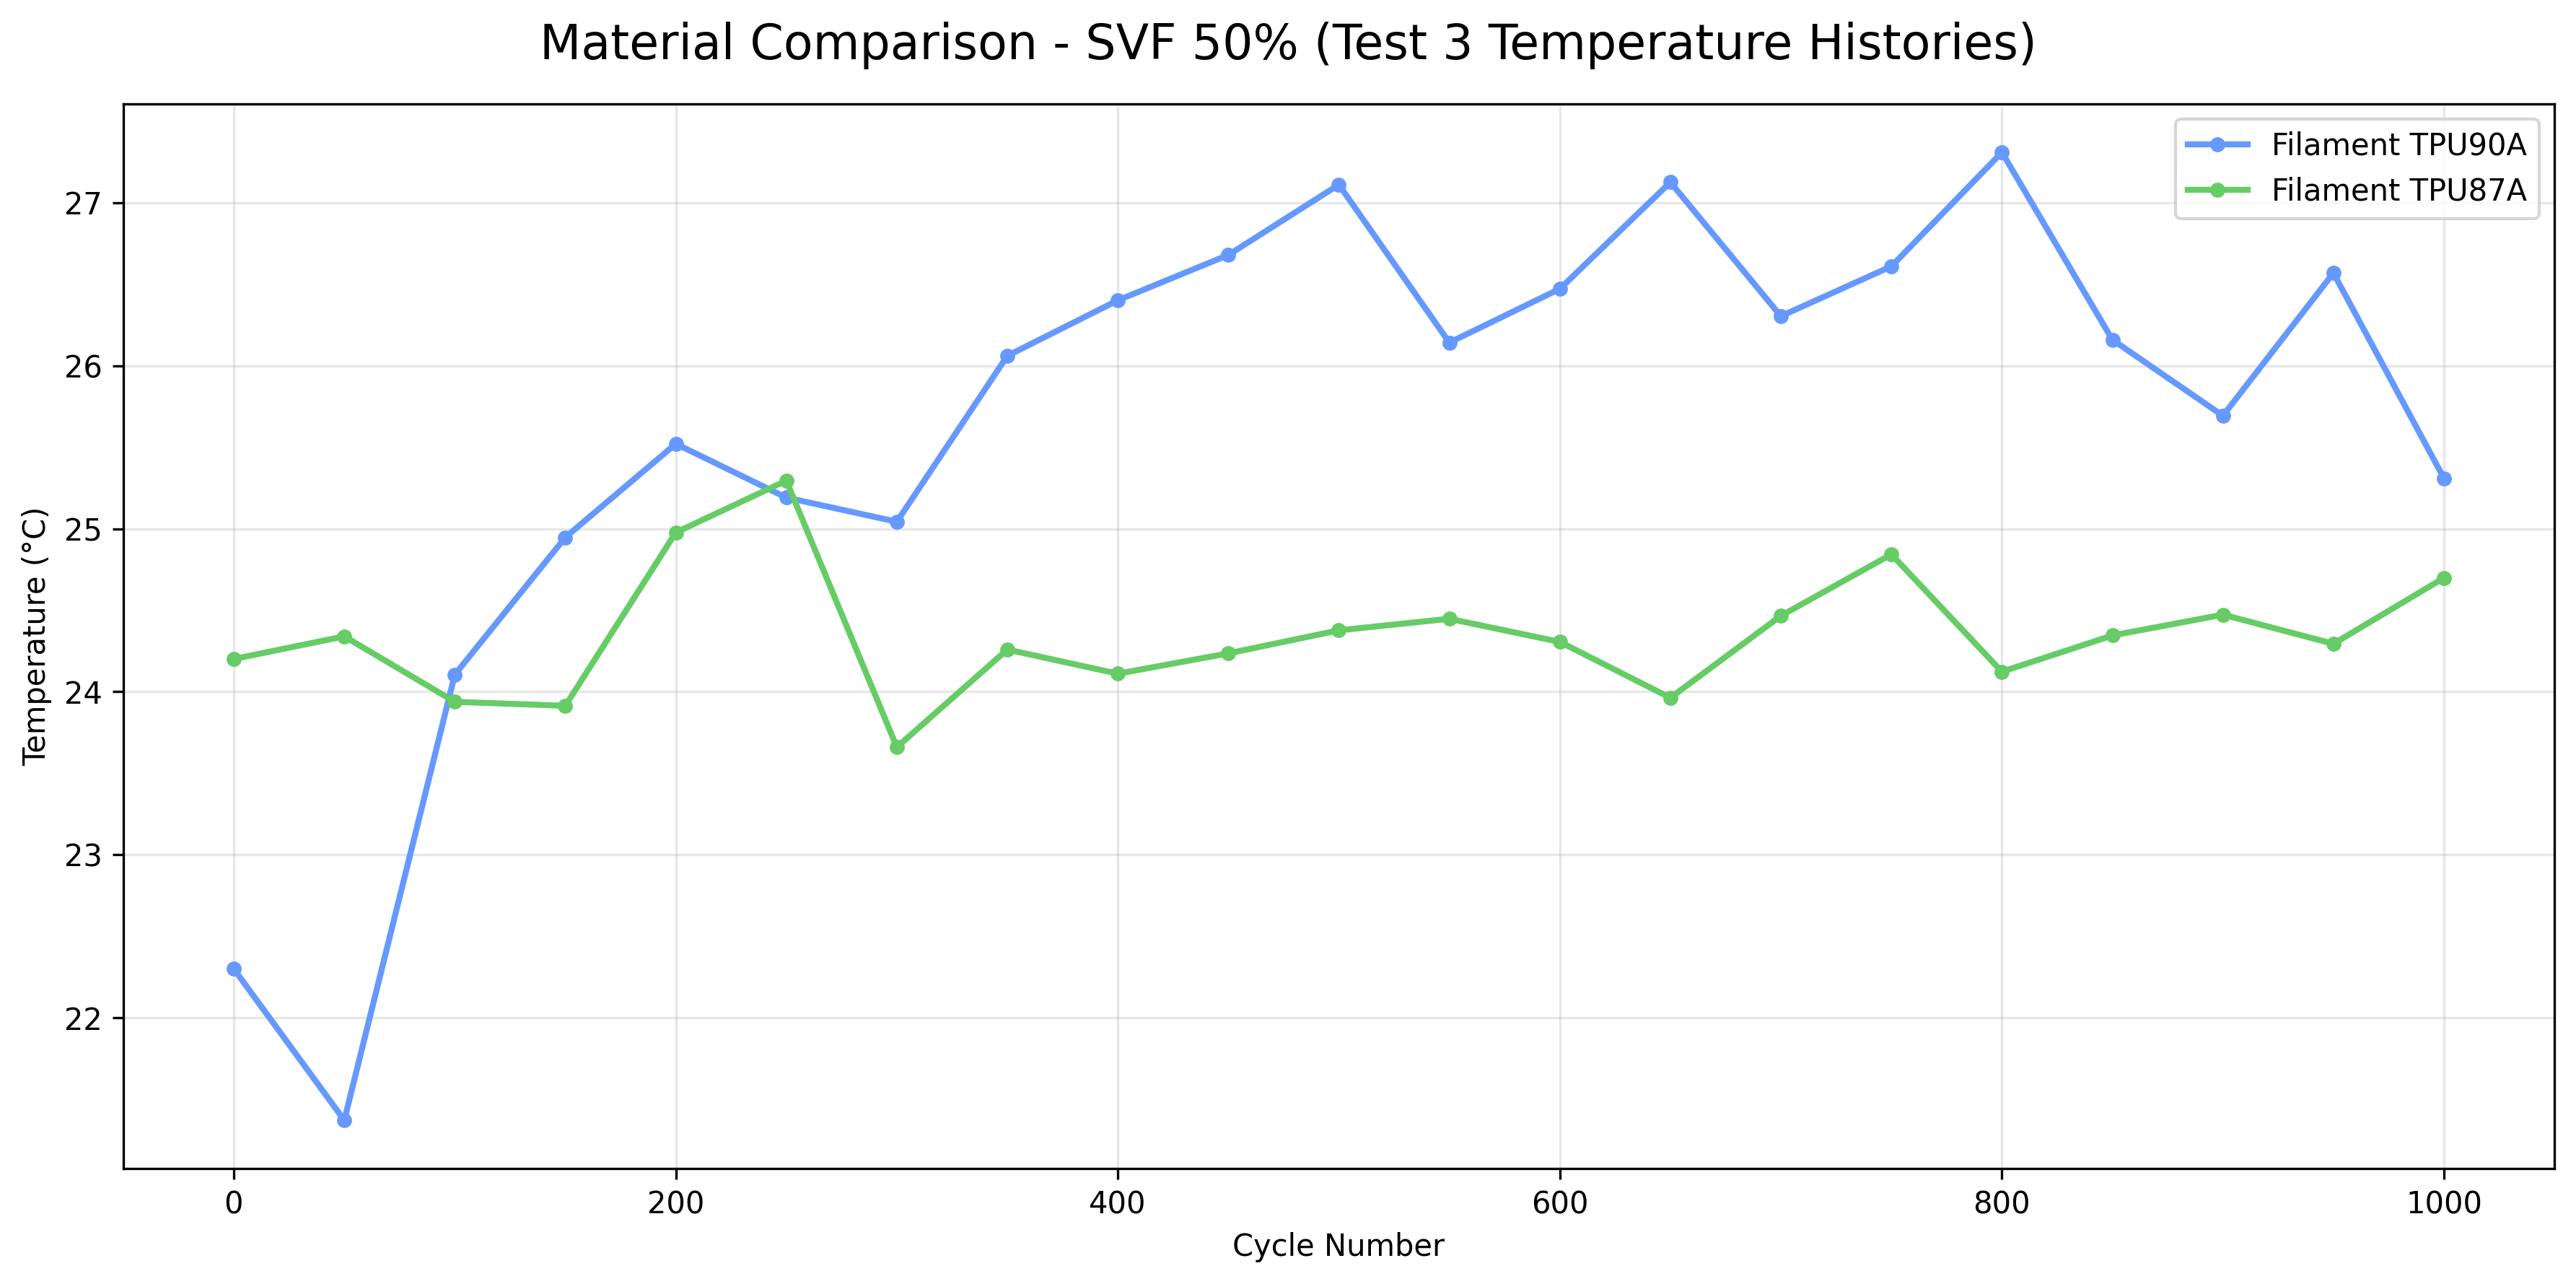 Material Comparison - SVF 50% (Test 3 Temperature Histories)
Filament TPU90A
Filament TPU87A
Temperature (°C)
27
26
25
24
23
22
0 200 400 600 800 1000
Cycle Number